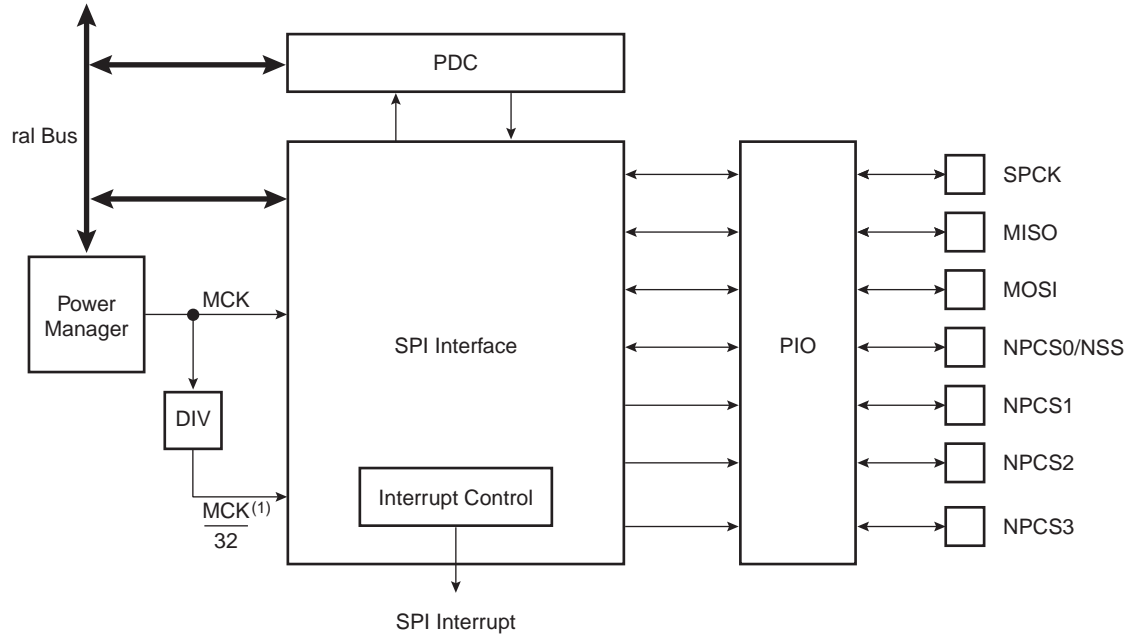 PDC
ral Bus
SPCK
MISO
MCK
MOSI
Power
Manager
SPI Interface
PIO
NPCS0/NSS
DIV
NPCS1
NPCS2
Interrupt Control
MCK(1)
32
NPCS3
SPI Interrupt